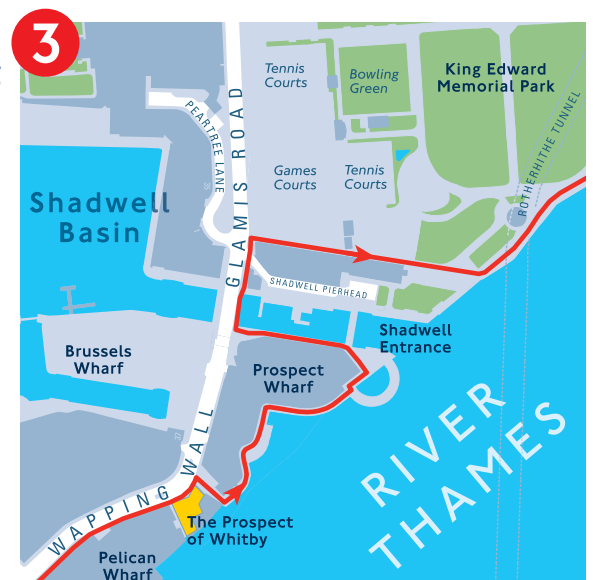 3
Tennis
Courts
Bowling
Green
King Edward
Memorial Park
PEARTREE LANE
GLAMIS ROAD
ROTHERHITHE TUNNEL
Games
Courts
Tennis
Courts
Shadwell
Basin
SHADWELL PIERHEAD
Shadwell
Entrance
Brussels
Wharf
Prospect
Wharf
RIVER
THAMES
WAPPING WALL
The Prospect
of Whitby
Pelican
Wharf